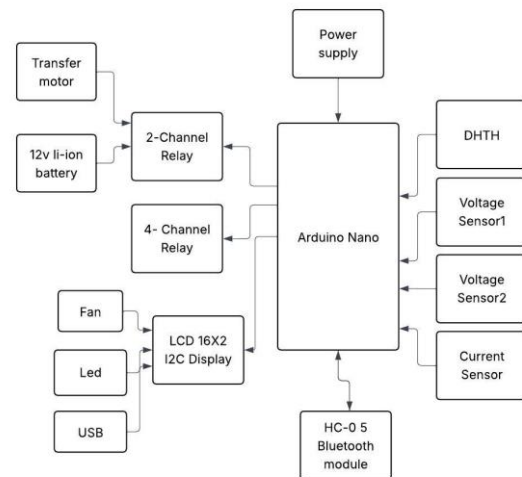 Power
supply
Transfer
motor
2-Channel
Relay
12v li-ion
battery
4- Channel
Relay
Arduino Nano
DHTH
Voltage
Sensor1
Voltage
Sensor2
Current
Sensor
Fan
LCD 16X2
I2C Display
Led
USB
HC-0 5
Bluetooth
module